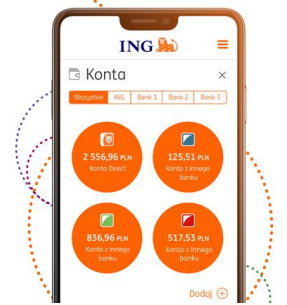 ING
Konta
Wszystkie ING Bank 1 Bank 2 Bank 3
2 556,96 PLN
Konto Direct
125,51 PLN
Konto z innego
banku
836,96 PLN
Konto z innego
banku
517,53 PLN
Konto z innego
banku
Dodaj